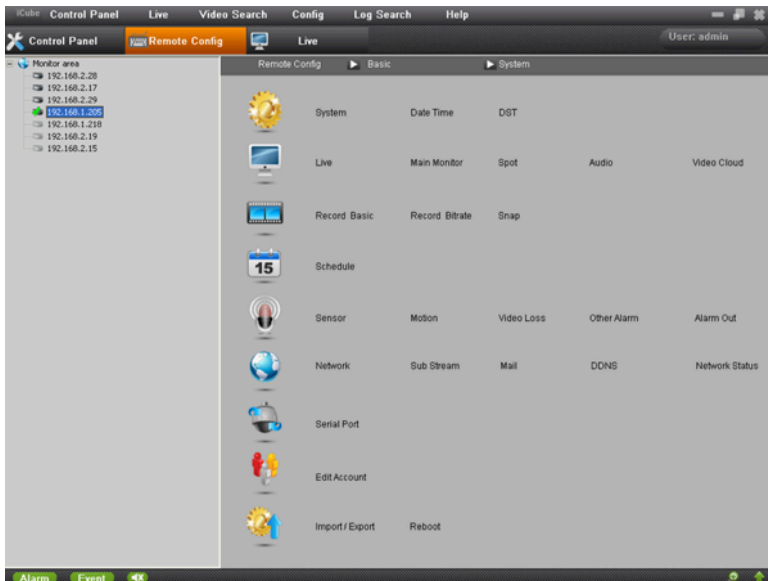 iCube Control Panel Live Video Search Config Log Search Help
Control Panel Remote Config Live User: admin
Monitor area
192.168.2.28
192.168.2.17
192.168.2.29
192.168.1.205
192.168.1.218
192.168.2.19
192.168.2.15
Remote Config Basic System
System Date Time DST
Live Main Monitor Spot Audio Video Cloud
Record Basic Record Bitrate Snap
15 Schedule
Sensor Motion Video Loss Other Alarm Alarm Out
Network Sub Stream Mail DDNS Network Status
Serial Port
Edit Account
Import / Export Reboot
Alarm Event